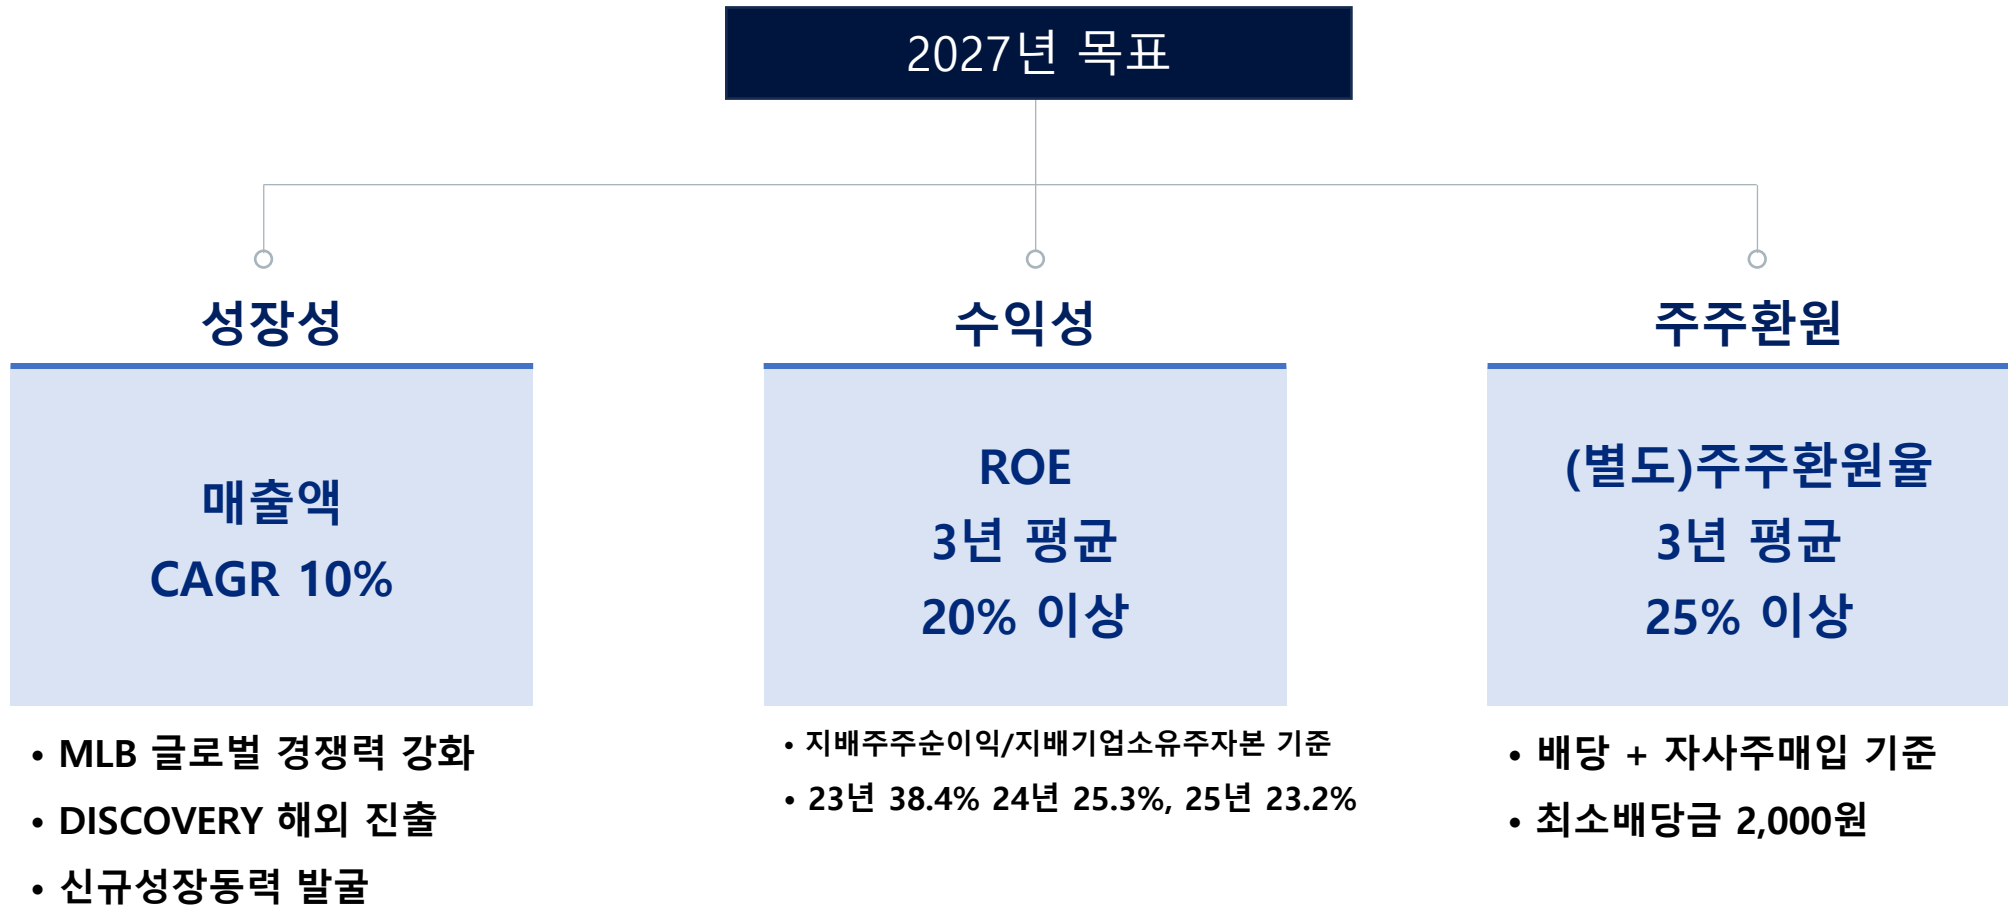 2027년 목표
성장성
매출액
CAGR 10%
• MLB 글로벌 경쟁력 강화
• DISCOVERY 해외 진출
• 신규성장동력 발굴
수익성
ROE
3년 평균
20% 이상
• 지배주주순이익/지배기업소유주자본 기준
• 23년 38.4% 24년 25.3%, 25년 23.2%
주주환원
(별도)주주환원율
3년 평균
25% 이상
• 배당 + 자사주매입 기준
• 최소배당금 2,000원